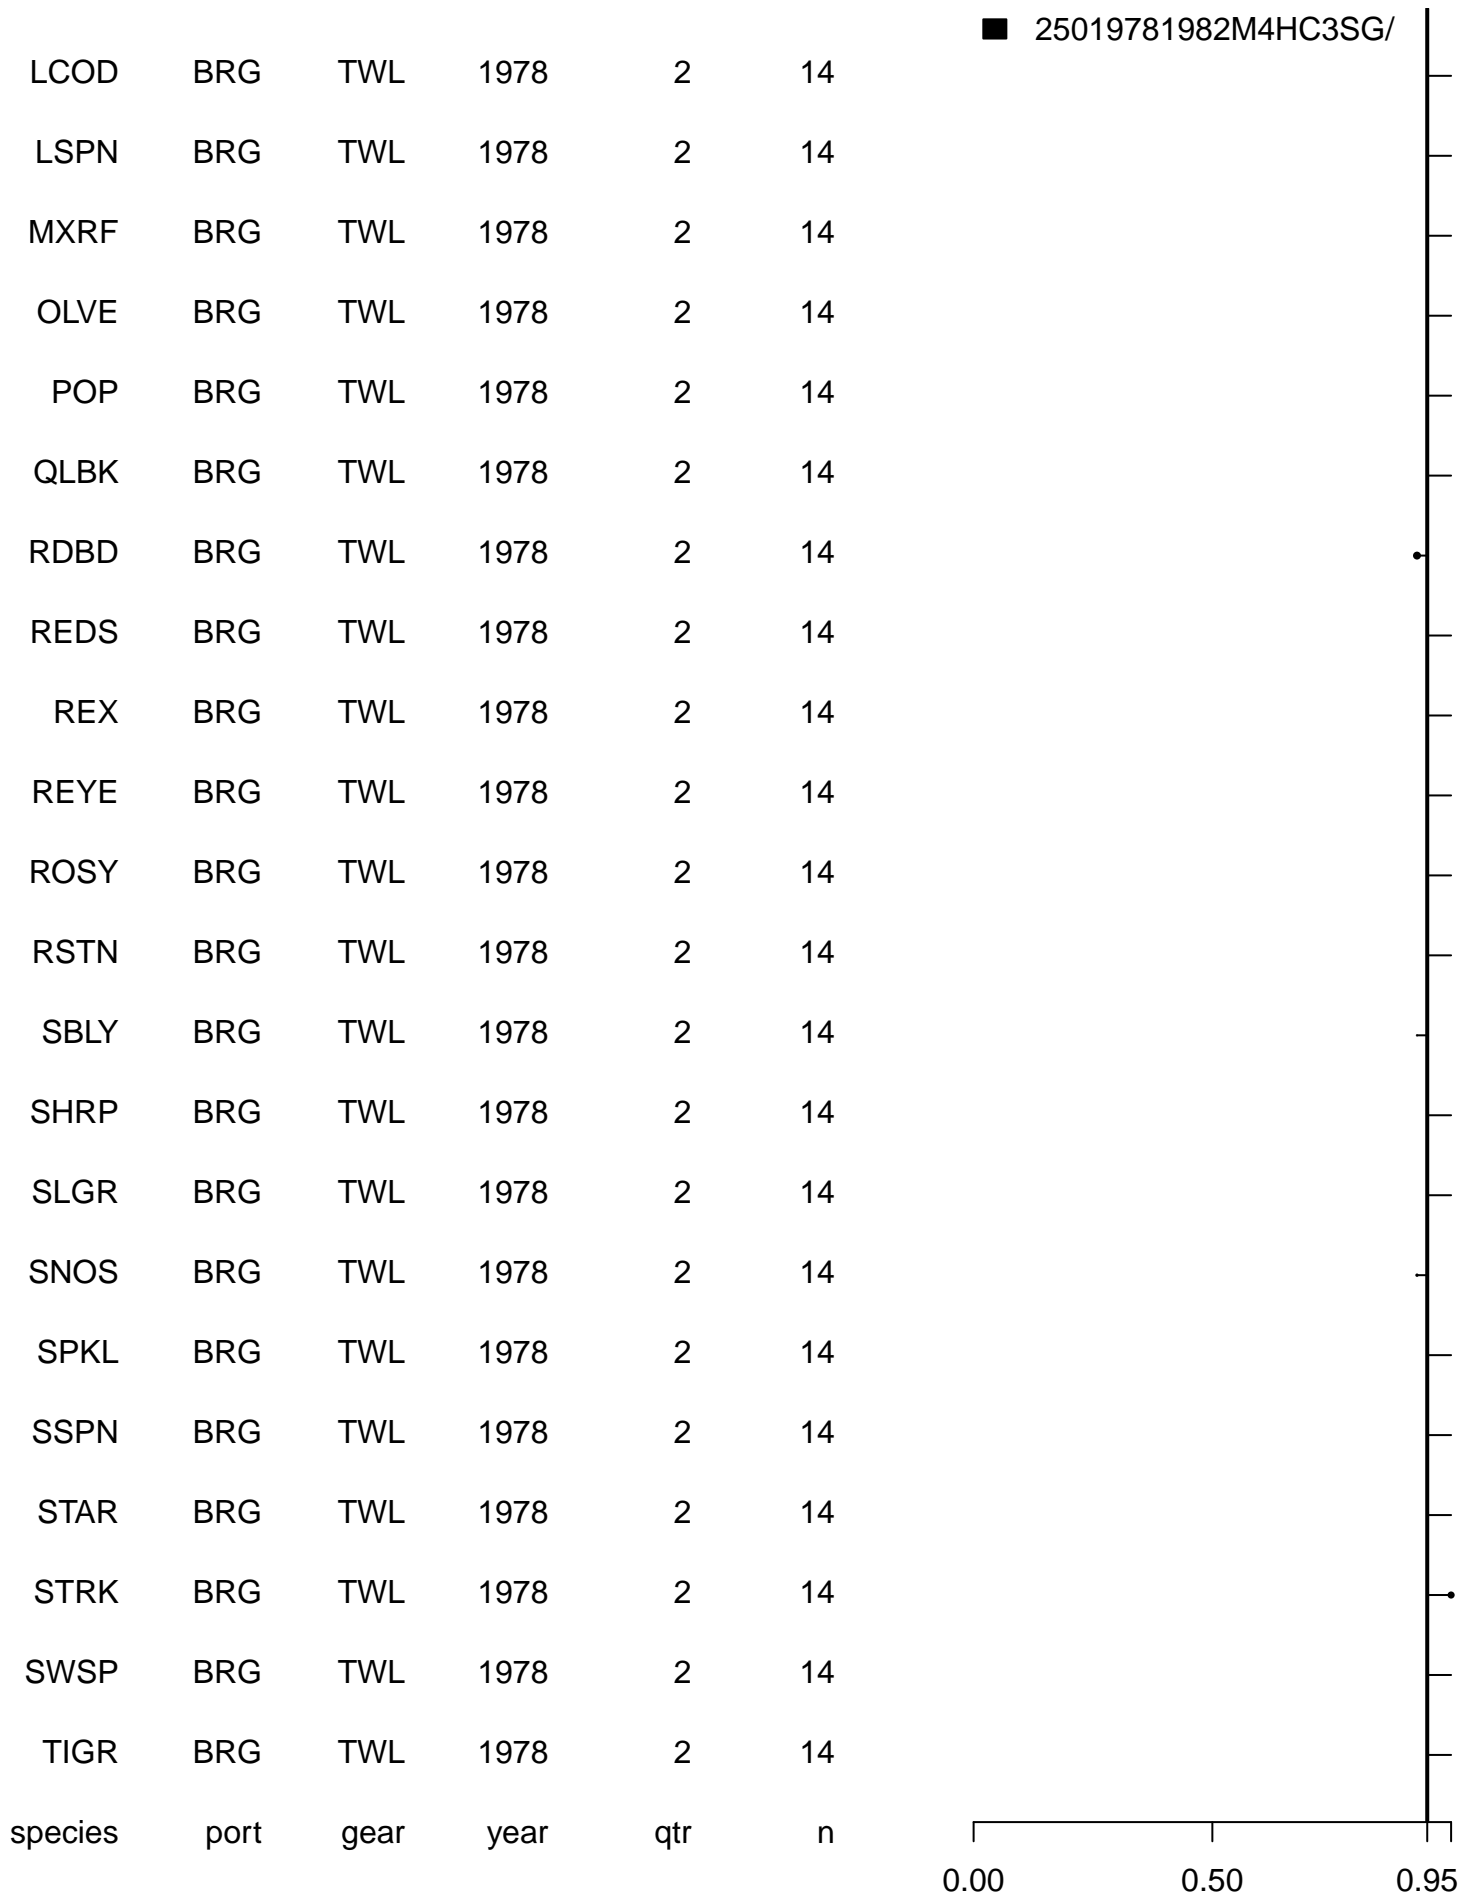 25019781982M4HC3SG/
LCOD BRG TWL 1978 2 14
LSPN BRG TWL 1978 2 14
MXRF BRG TWL 1978 2 14
OLVE BRG TWL 1978 2 14
POP BRG TWL 1978 2 14
QLBK BRG TWL 1978 2 14
RDBD BRG TWL 1978 2 14
REDS BRG TWL 1978 2 14
REX BRG TWL 1978 2 14
REYE BRG TWL 1978 2 14
ROSY BRG TWL 1978 2 14
RSTN BRG TWL 1978 2 14
SBLY BRG TWL 1978 2 14
SHRP BRG TWL 1978 2 14
SLGR BRG TWL 1978 2 14
SNOS BRG TWL 1978 2 14
SPKL BRG TWL 1978 2 14
SSPN BRG TWL 1978 2 14
STAR BRG TWL 1978 2 14
STRK BRG TWL 1978 2 14
SWSP BRG TWL 1978 2 14
TIGR BRG TWL 1978 2 14
species port gear year qtr n
0.00 0.50 0.95